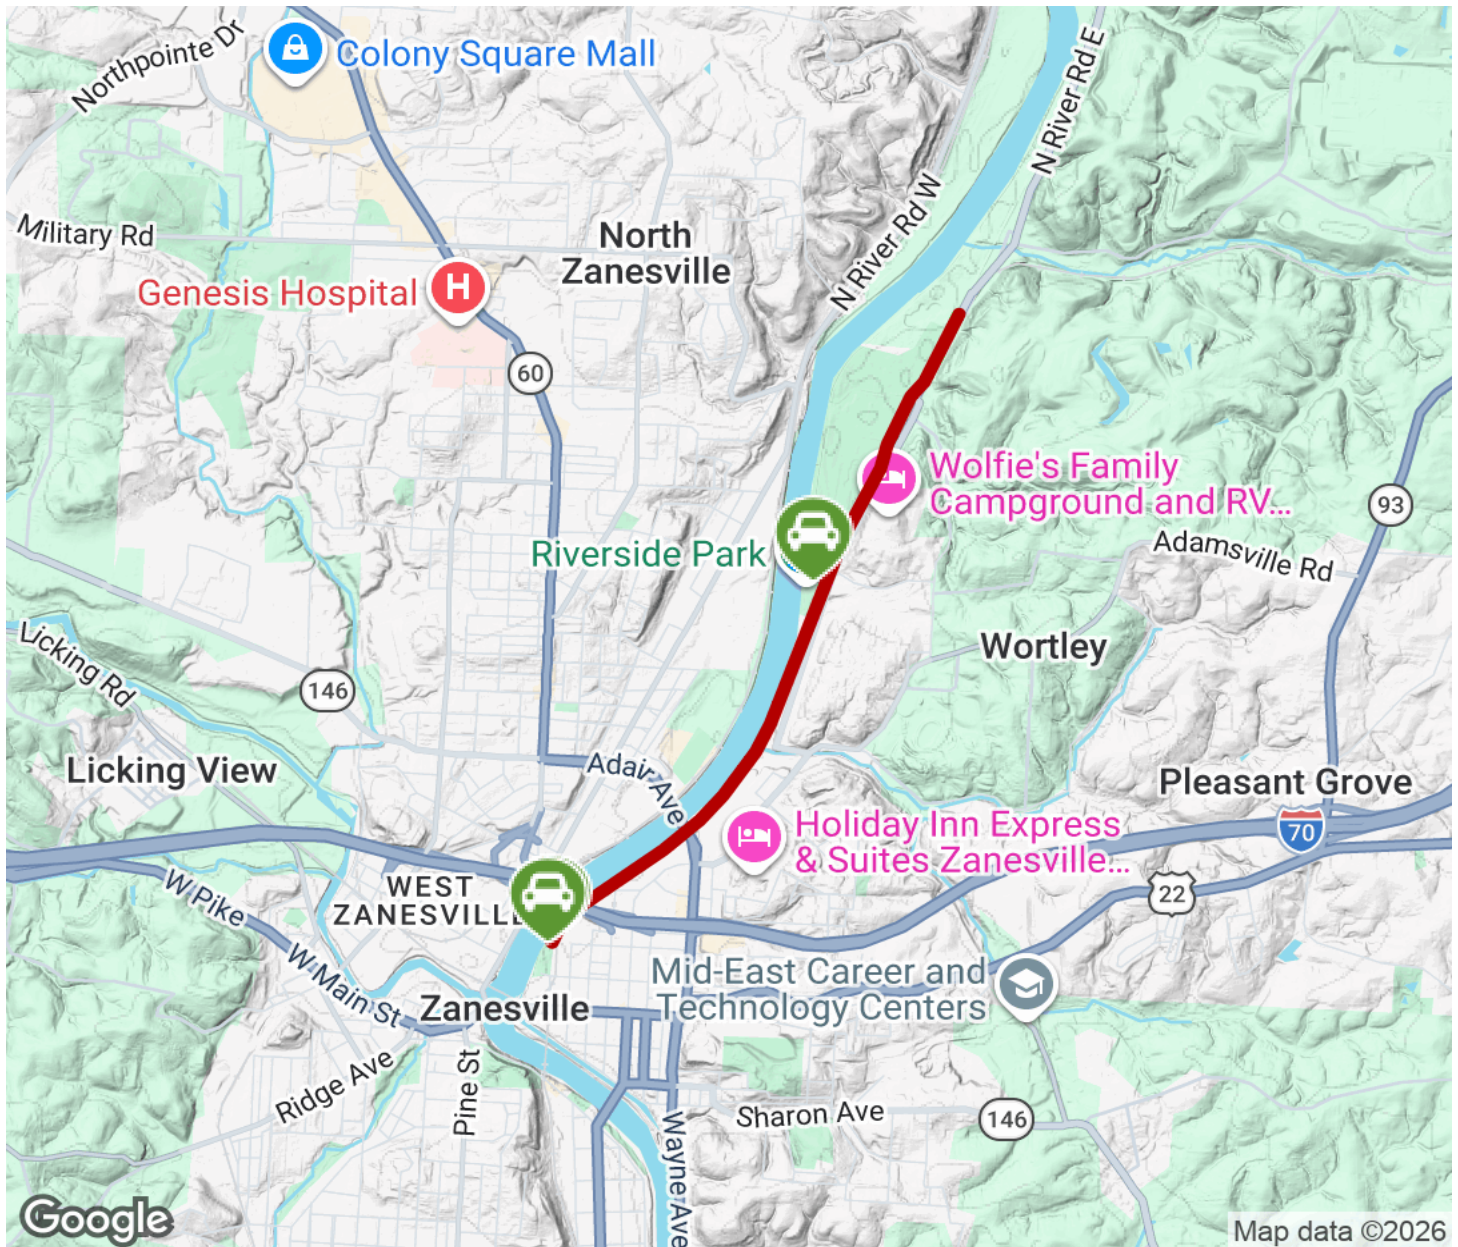 Northpointe Dr
Colony Square Mall
N River Rd E
Military Rd
North
Zanesville
N River Rd W
Genesis Hospital
H
60
Wolfie's Family
Campground and RV...
93
Riverside Park
Adamsville Rd
Licking Rd
Wortley
146
Licking View
Adair Ave
Pleasant Grove
Holiday Inn Express
& Suites Zanesville...
70
WEST
ZANESVILLE
22
W Pike
W Main St
Mid-East Career and
Technology Centers
Zanesville
Ridge Ave
Pine St
Sharon Ave
146
Wayne Ave
Google
Map data ©2026